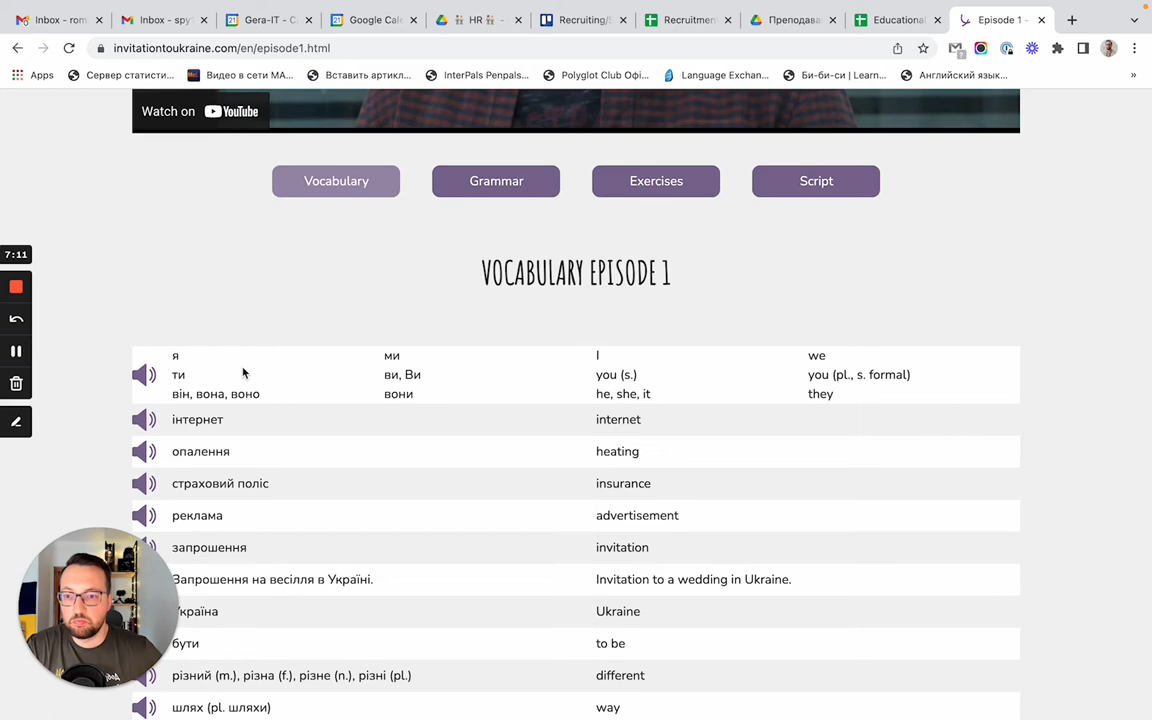 Inbox - rom
Inbox - spy
Gera-IT - C
Google Cale
HR
Recruiting/
Recruitmen
Преподава
Educational
Episode 1 -
invitationtoukraine.com/en/episode1.html
Apps
Сервер статисти...
Видео в сети МА...
Вставить артикл...
InterPals Penpals...
Polyglot Club Офі...
Language Exchan...
Би-би-си | Learn...
Английский язык...
»
Watch on YouTube
Vocabulary
Grammar
Exercises
Script
VOCABULARY EPISODE 1
я ми I we
ти ви, Ви you (s.) you (pl., s. formal)
він, вона, воно вони he, she, it they
інтернет internet
опалення heating
страховий поліс insurance
реклама advertisement
запрошення invitation
Запрошення на весілля в Україні. Invitation to a wedding in Ukraine.
Україна Ukraine
бути to be
різний (m.), різна (f.), різне (n.), різні (pl.) different
шлях (pl. шляхи) way
7:11